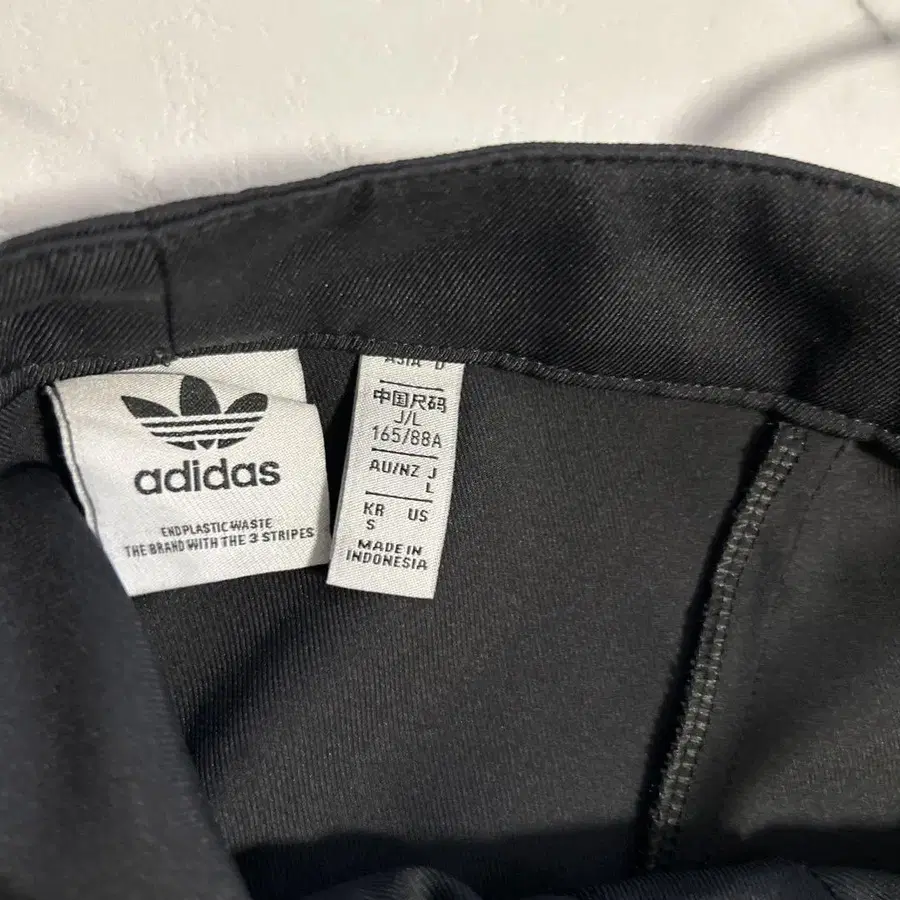 adidas
END PLASTIC WASTE
THE BRAND WITH THE 3 STRIPES
ASIA
中国尺码
J/L
165/88A
AU/NZ J
L
KR US
S
MADE IN
INDONESIA